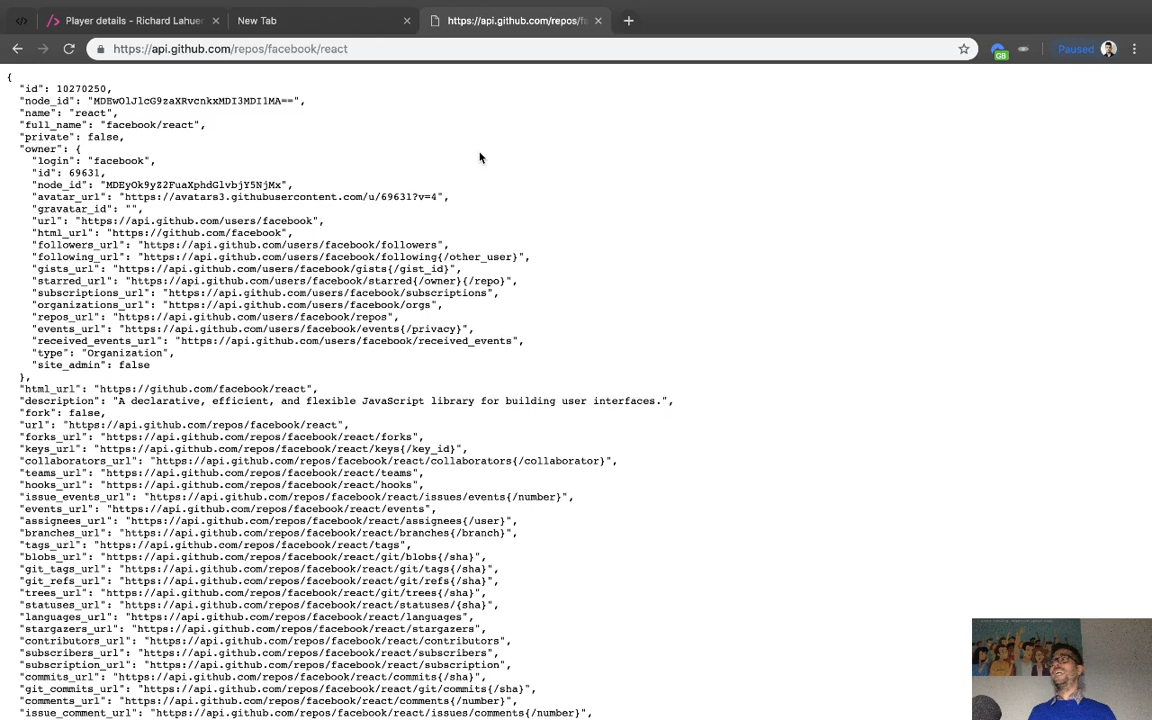 </> Player details - Richard Lahuer New Tab https://api.github.com/repos/fa
https://api.github.com/repos/facebook/react GB Paused
{
"id": 10270250,
"node_id": "MDEwOlJlcG9zaXRvcnkxMDI3MDI1MA==",
"name": "react",
"full_name": "facebook/react",
"private": false,
"owner": {
"login": "facebook",
"id": 69631,
"node_id": "MDEyOk9yZ2FuaXphdGlvbjY5NjMx",
"avatar_url": "https://avatars3.githubusercontent.com/u/69631?v=4",
"gravatar_id": "",
"url": "https://api.github.com/users/facebook",
"html_url": "https://github.com/facebook",
"followers_url": "https://api.github.com/users/facebook/followers",
"following_url": "https://api.github.com/users/facebook/following{/other_user}",
"gists_url": "https://api.github.com/users/facebook/gists{/gist_id}",
"starred_url": "https://api.github.com/users/facebook/starred{/owner}{/repo}",
"subscriptions_url": "https://api.github.com/users/facebook/subscriptions",
"organizations_url": "https://api.github.com/users/facebook/orgs",
"repos_url": "https://api.github.com/users/facebook/repos",
"events_url": "https://api.github.com/users/facebook/events{/privacy}",
"received_events_url": "https://api.github.com/users/facebook/received_events",
"type": "Organization",
"site_admin": false
},
"html_url": "https://github.com/facebook/react",
"description": "A declarative, efficient, and flexible JavaScript library for building user interfaces.",
"fork": false,
"url": "https://api.github.com/repos/facebook/react",
"forks_url": "https://api.github.com/repos/facebook/react/forks",
"keys_url": "https://api.github.com/repos/facebook/react/keys{/key_id}",
"collaborators_url": "https://api.github.com/repos/facebook/react/collaborators{/collaborator}",
"teams_url": "https://api.github.com/repos/facebook/react/teams",
"hooks_url": "https://api.github.com/repos/facebook/react/hooks",
"issue_events_url": "https://api.github.com/repos/facebook/react/issues/events{/number}",
"events_url": "https://api.github.com/repos/facebook/react/events",
"assignees_url": "https://api.github.com/repos/facebook/react/assignees{/user}",
"branches_url": "https://api.github.com/repos/facebook/react/branches{/branch}",
"tags_url": "https://api.github.com/repos/facebook/react/tags",
"blobs_url": "https://api.github.com/repos/facebook/react/git/blobs{/sha}",
"git_tags_url": "https://api.github.com/repos/facebook/react/git/tags{/sha}",
"git_refs_url": "https://api.github.com/repos/facebook/react/git/refs{/sha}",
"trees_url": "https://api.github.com/repos/facebook/react/git/trees{/sha}",
"statuses_url": "https://api.github.com/repos/facebook/react/statuses/{sha}",
"languages_url": "https://api.github.com/repos/facebook/react/languages",
"stargazers_url": "https://api.github.com/repos/facebook/react/stargazers",
"contributors_url": "https://api.github.com/repos/facebook/react/contributors",
"subscribers_url": "https://api.github.com/repos/facebook/react/subscribers",
"subscription_url": "https://api.github.com/repos/facebook/react/subscription",
"commits_url": "https://api.github.com/repos/facebook/react/commits{/sha}",
"git_commits_url": "https://api.github.com/repos/facebook/react/git/commits{/sha}",
"comments_url": "https://api.github.com/repos/facebook/react/comments{/number}",
"issue_comment_url": "https://api.github.com/repos/facebook/react/issues/comments{/number}",